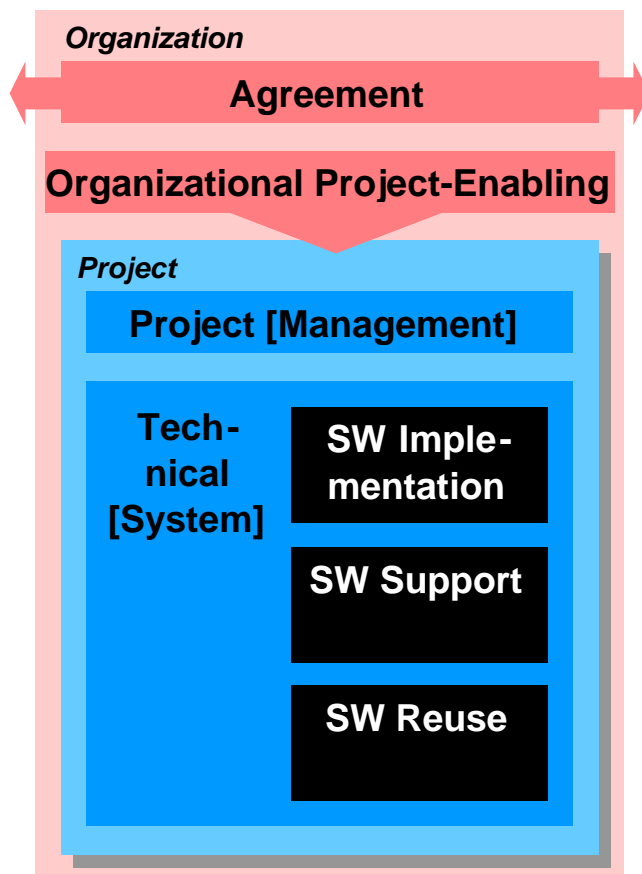 Organization
Agreement
Organizational Project-Enabling
Project
Project [Management]
Tech-
nical
[System]
SW Imple-
mentation
SW Support
SW Reuse